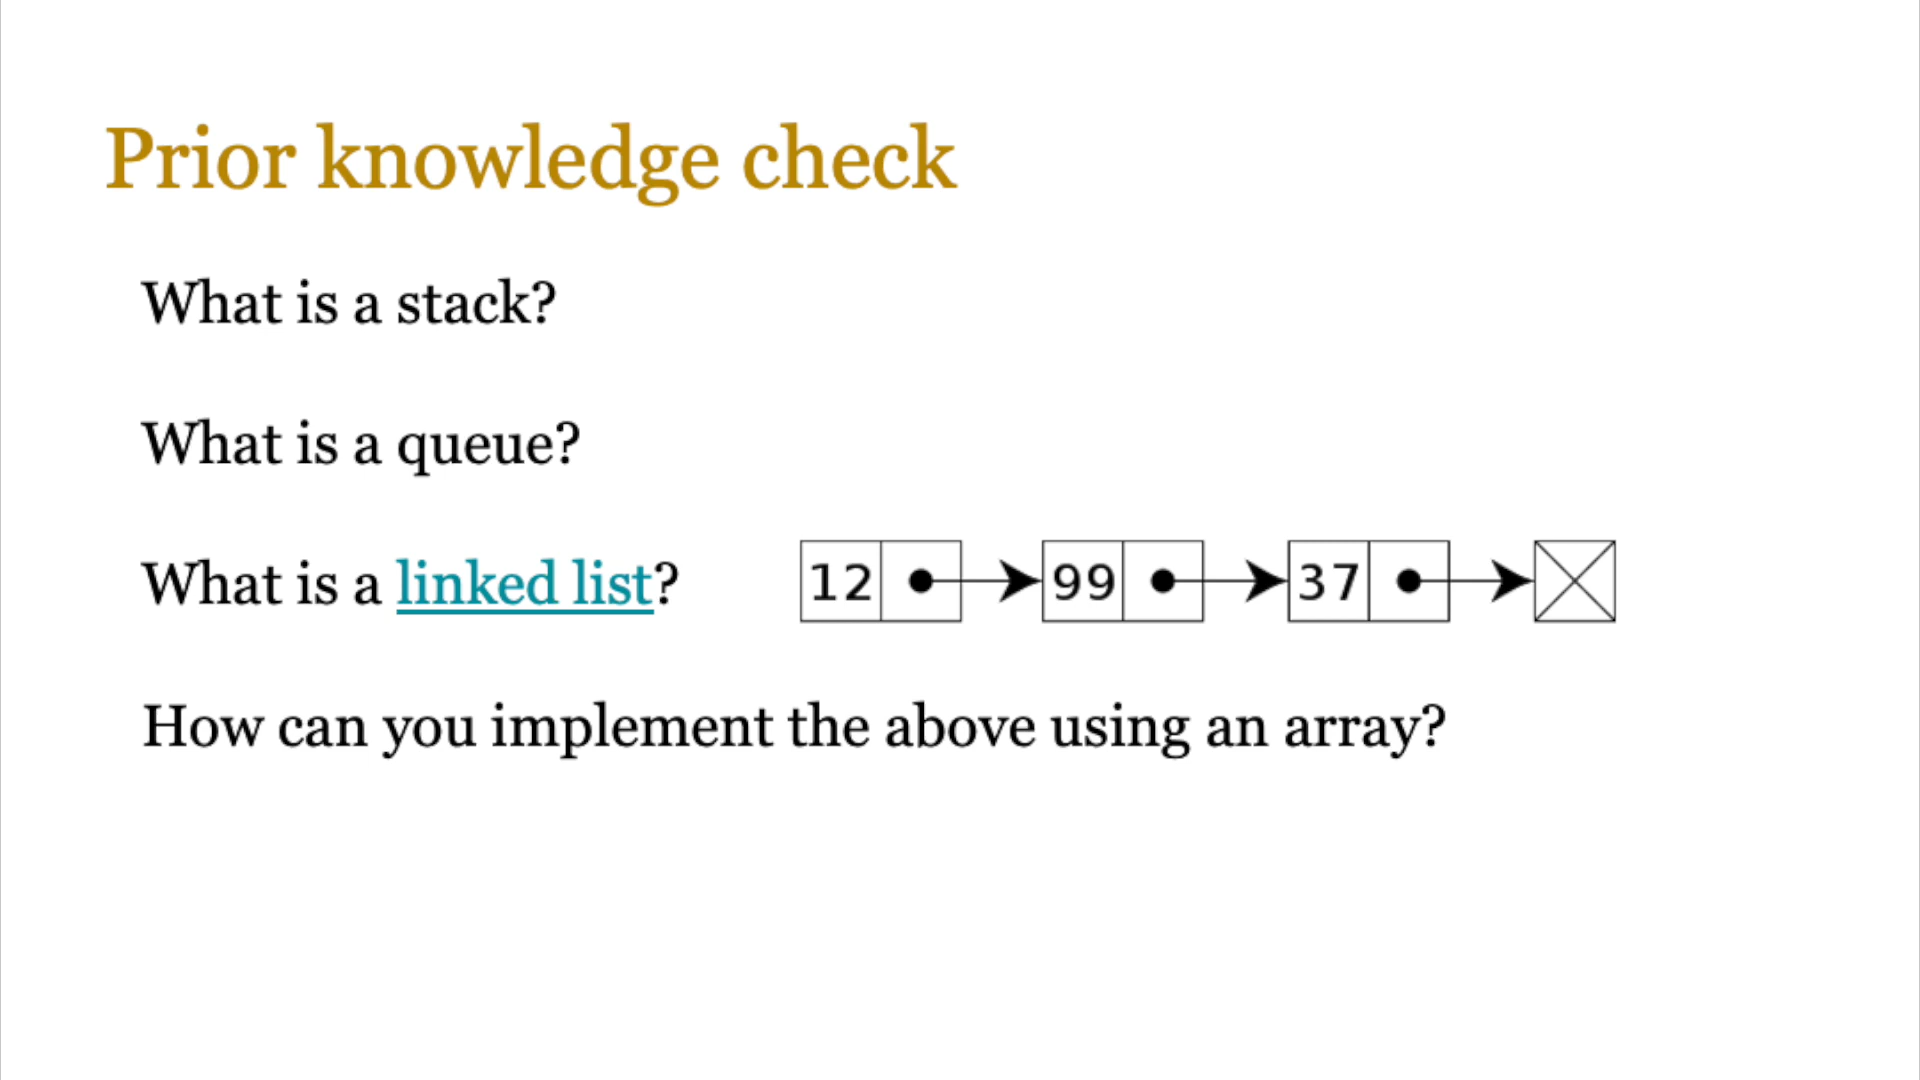 Prior knowledge check
What is a stack?
What is a queue?
What is a linked list?
12 99 37
How can you implement the above using an array?